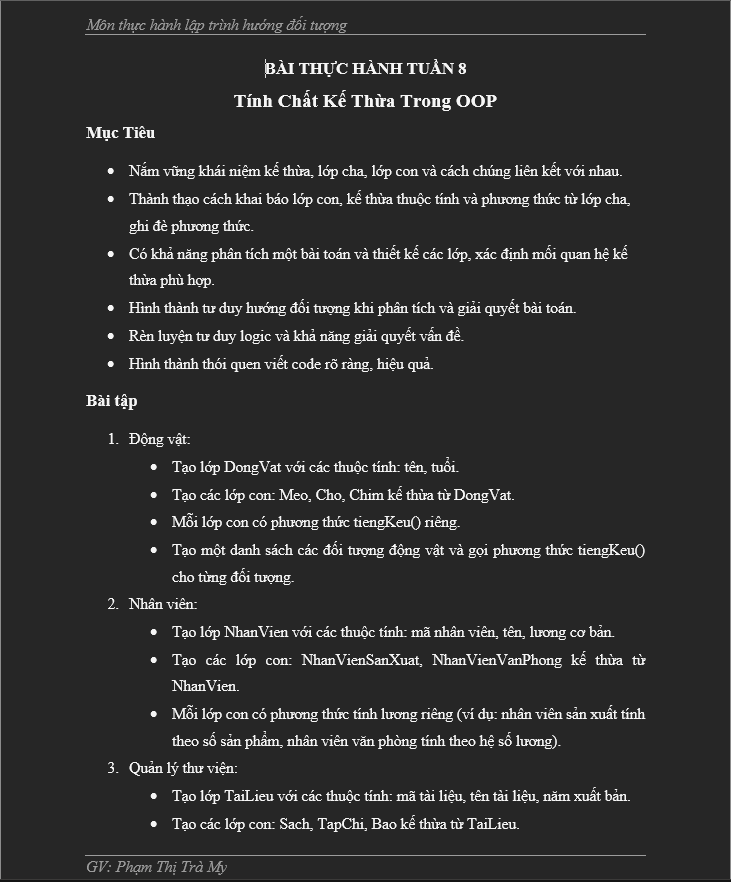 Môn thực hành lập trình hướng đối tượng
BÀI THỰC HÀNH TUẦN 8
Tính Chất Kế Thừa Trong OOP
Mục Tiêu
• Nắm vững khái niệm kế thừa, lớp cha, lớp con và cách chúng liên kết với nhau.
• Thành thạo cách khai báo lớp con, kế thừa thuộc tính và phương thức từ lớp cha,
ghi đè phương thức.
• Có khả năng phân tích một bài toán và thiết kế các lớp, xác định mối quan hệ kế
thừa phù hợp.
• Hình thành tư duy hướng đối tượng khi phân tích và giải quyết bài toán.
• Rèn luyện tư duy logic và khả năng giải quyết vấn đề.
• Hình thành thói quen viết code rõ ràng, hiệu quả.
Bài tập
1. Động vật:
• Tạo lớp DongVat với các thuộc tính: tên, tuổi.
• Tạo các lớp con: Meo, Cho, Chim kế thừa từ DongVat.
• Mỗi lớp con có phương thức tiengKeu() riêng.
• Tạo một danh sách các đối tượng động vật và gọi phương thức tiengKeu()
cho từng đối tượng.
2. Nhân viên:
• Tạo lớp NhanVien với các thuộc tính: mã nhân viên, tên, lương cơ bản.
• Tạo các lớp con: NhanVienSanXuat, NhanVienVanPhong kế thừa từ
NhanVien.
• Mỗi lớp con có phương thức tính lương riêng (ví dụ: nhân viên sản xuất tính
theo số sản phẩm, nhân viên văn phòng tính theo hệ số lương).
3. Quản lý thư viện:
• Tạo lớp TaiLieu với các thuộc tính: mã tài liệu, tên tài liệu, năm xuất bản.
• Tạo các lớp con: Sach, TapChi, Bao kế thừa từ TaiLieu.
GV: Phạm Thị Trà My